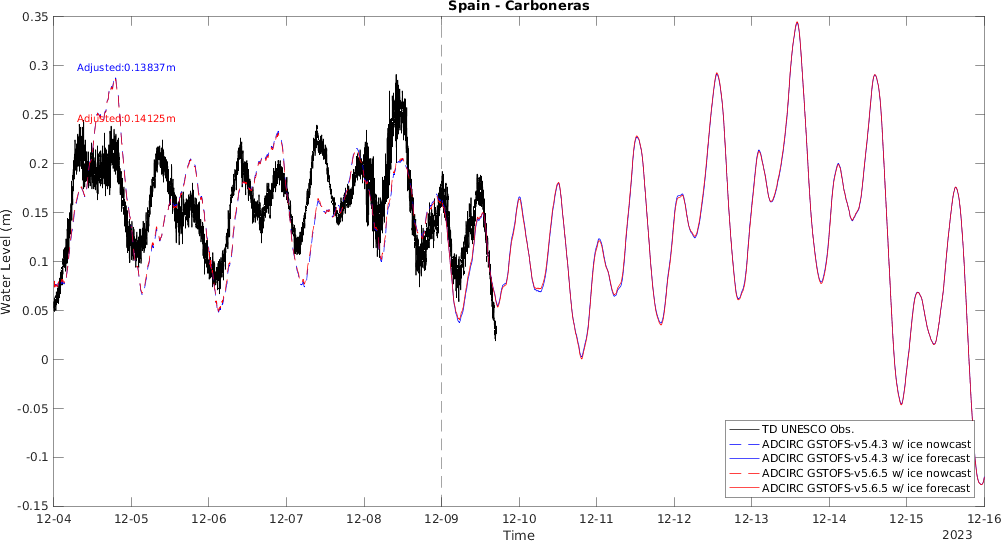 Spain - Carboneras
0.35
0.3
0.25
0.2
0.15
0.1
0.05
0
-0.05
-0.1
-0.15
Water Level (m)
Adjusted:0.13837m
Adjusted:0.14125m
TD UNESCO Obs.
ADCIRC GSTOFS-v5.4.3 w/ ice nowcast
ADCIRC GSTOFS-v5.4.3 w/ ice forecast
ADCIRC GSTOFS-v5.6.5 w/ ice nowcast
ADCIRC GSTOFS-v5.6.5 w/ ice forecast
12-04 12-05 12-06 12-07 12-08 12-09 12-10 12-11 12-12 12-13 12-14 12-15 12-16
Time
2023